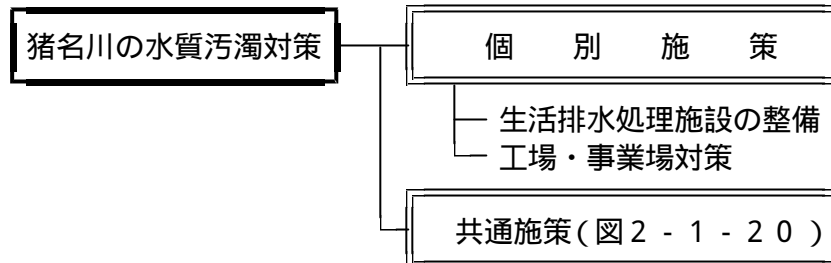 猪名川の水質汚濁対策
個別施策
生活排水処理施設の整備
工場・事業場対策
共通施策(図2-1-20)